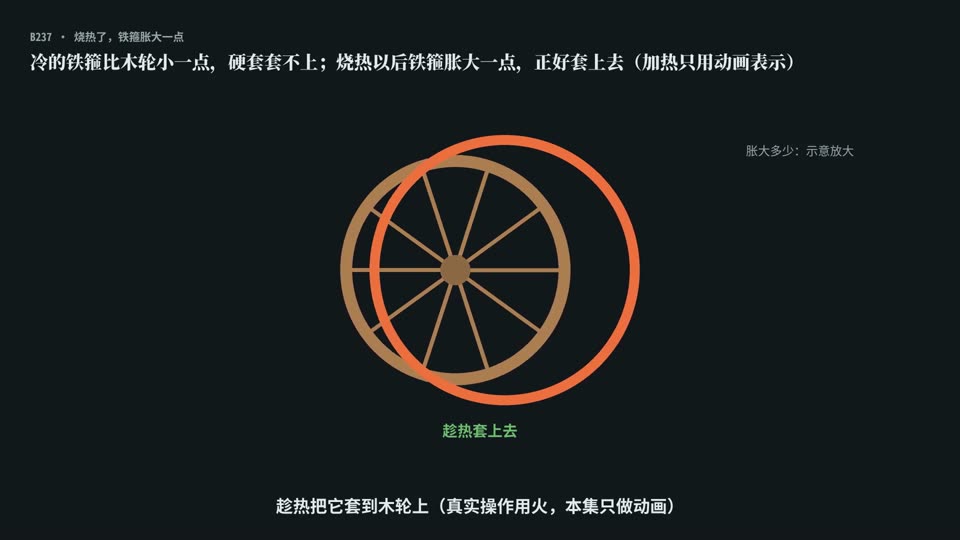 B237 · 烧热了，铁箍胀大一点
冷的铁箍比木轮小一点，硬套套不上；烧热以后铁箍胀大一点，正好套上去（加热只用动画表示）
胀大多少：示意放大
趁热套上去
趁热把它套到木轮上（真实操作用火，本集只做动画）